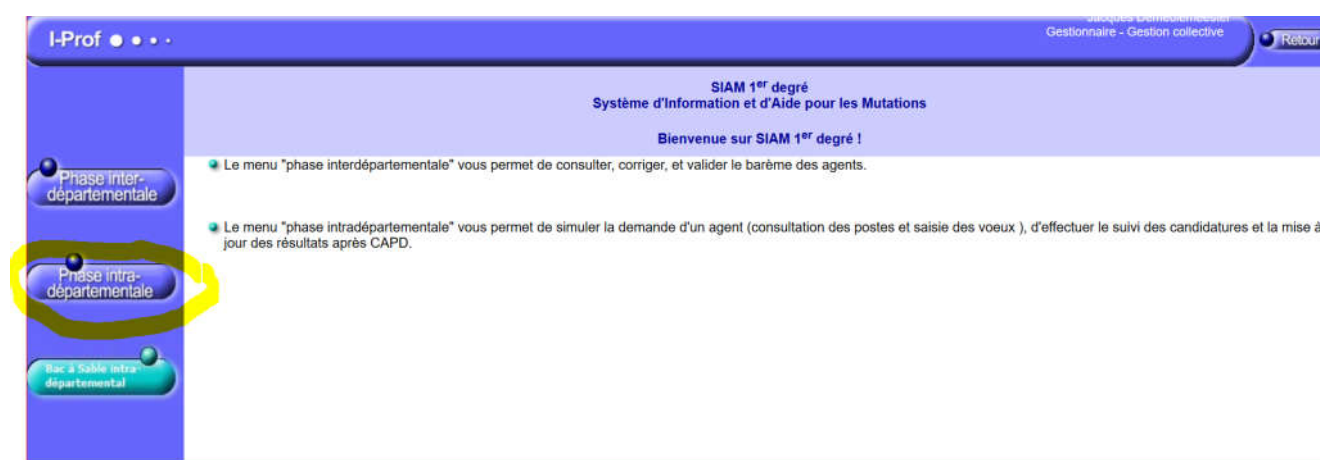 I-Prof
Gestionnaire - Gestion collective
Retour
SIAM 1er degré
Système d'Information et d'Aide pour les Mutations
Bienvenue sur SIAM 1er degré !
Phase inter-
départementale
Le menu "phase interdépartementale" vous permet de consulter, corriger, et valider le barème des agents.
Le menu "phase intradépartementale" vous permet de simuler la demande d'un agent (consultation des postes et saisie des voeux ), d'effectuer le suivi des candidatures et la mise à
jour des résultats après CAPD.
Phase intra-
départementale
Bac à Sable intra-
départemental